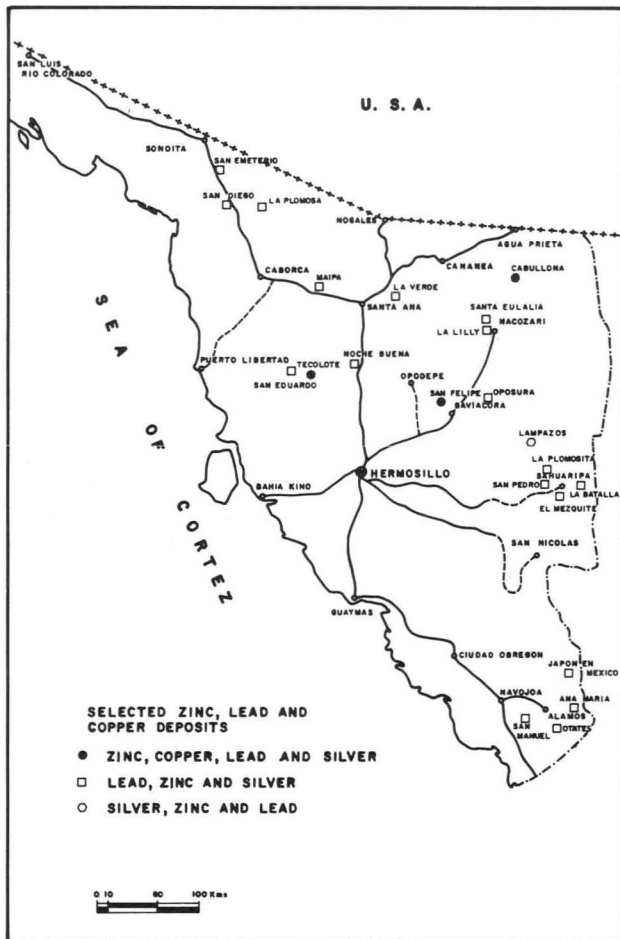 SAN LUIS
RIO COLORADO
U. S. A.
SONOITA
SAN EMETERIO
SAN DIEGO
LA PLOMOSA
NOGALES
AGUA PRIETA
CANANEA
CABULLONA
CABORCA
MAIPA
LA VERDE
SANTA ANA
SANTA EULALIA
LA LILLY
NACOZARI
SEA OF CORTEZ
PUERTO LIBERTAD
TECOLOTE
NOCHE BUENA
SAN EDUARDO
OPODEPE
SAN FELIPE
OPOSURA
BAVIACORA
LAMPAZOS
HERMOSILLO
LA PLOMOSITA
SAHUARIPA
SAN PEDRO
LA BATALLA
EL MEZQUITE
BAHIA KINO
SAN NICOLAS
GUAYMAS
CIUDAD OBREGON
JAPON EN
MEXICO
NAVOJOA
ANA MARIA
ALAMOS
SAN
MANUEL
OTATES
SELECTED ZINC, LEAD AND
COPPER DEPOSITS
ZINC, COPPER, LEAD AND SILVER
LEAD, ZINC AND SILVER
SILVER, ZINC AND LEAD
0 10 60 100 Kms